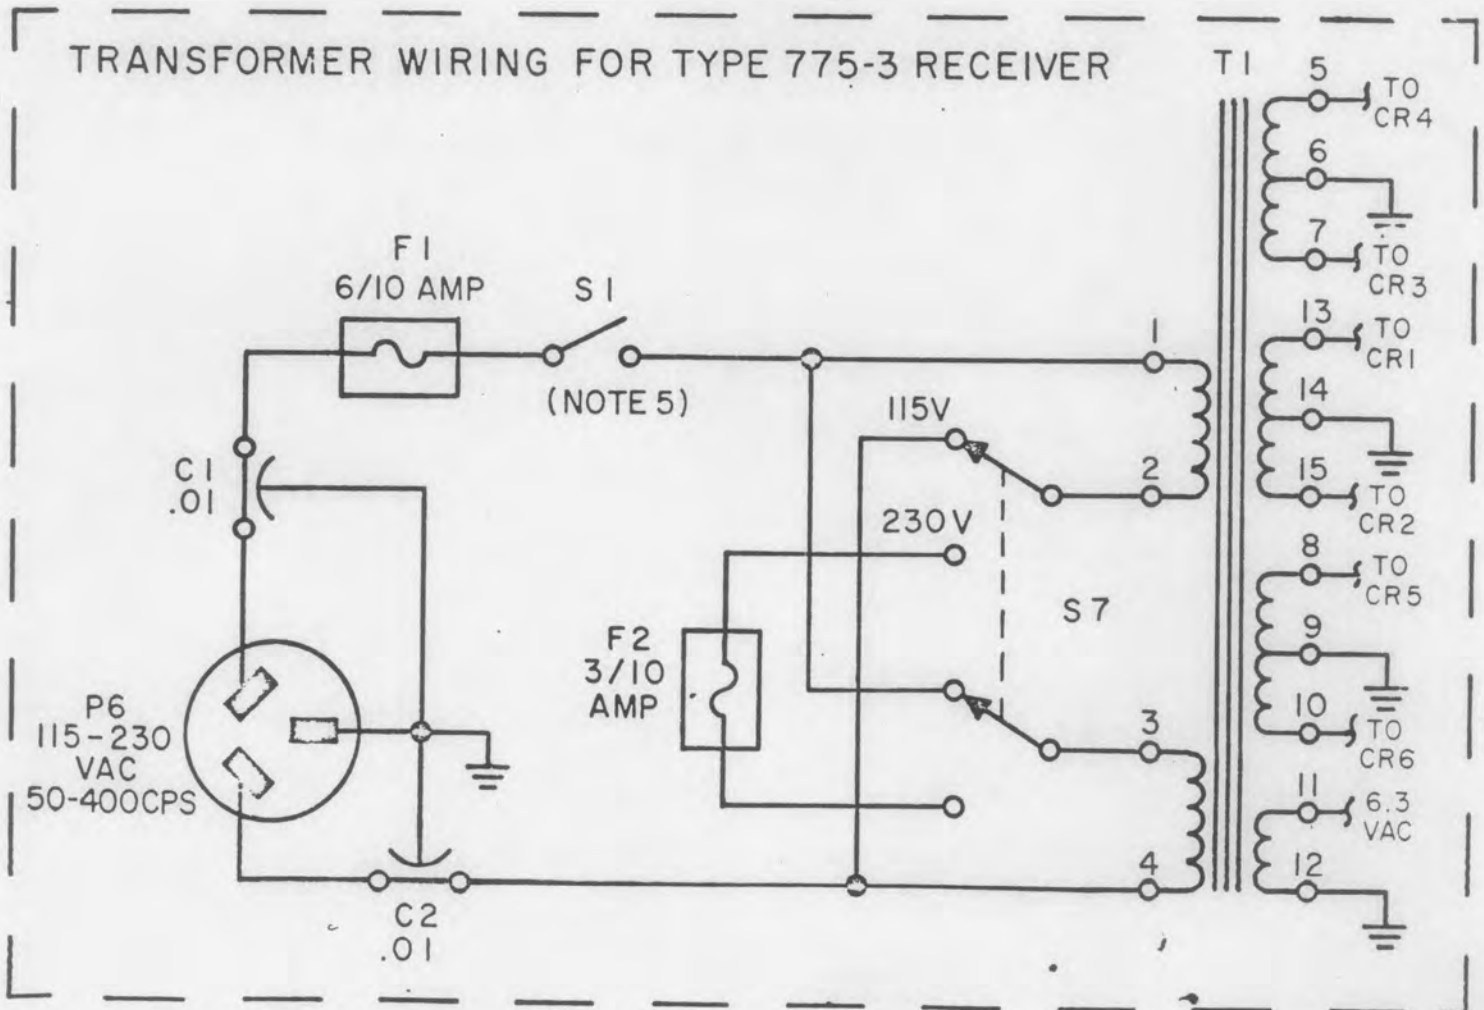 TRANSFORMER WIRING FOR TYPE 775-3 RECEIVER
T1
5
TO
CR4
6
7
TO
CR3
F1
6/10 AMP
S1
(NOTE 5)
1
13
TO
CR1
14
115V
2
15
TO
CR2
C1
.01
230V
8
TO
CR5
S7
9
F2
3/10
AMP
10
TO
CR6
P6
115-230
VAC
50-400CPS
3
11
6.3
VAC
4
12
C2
.01